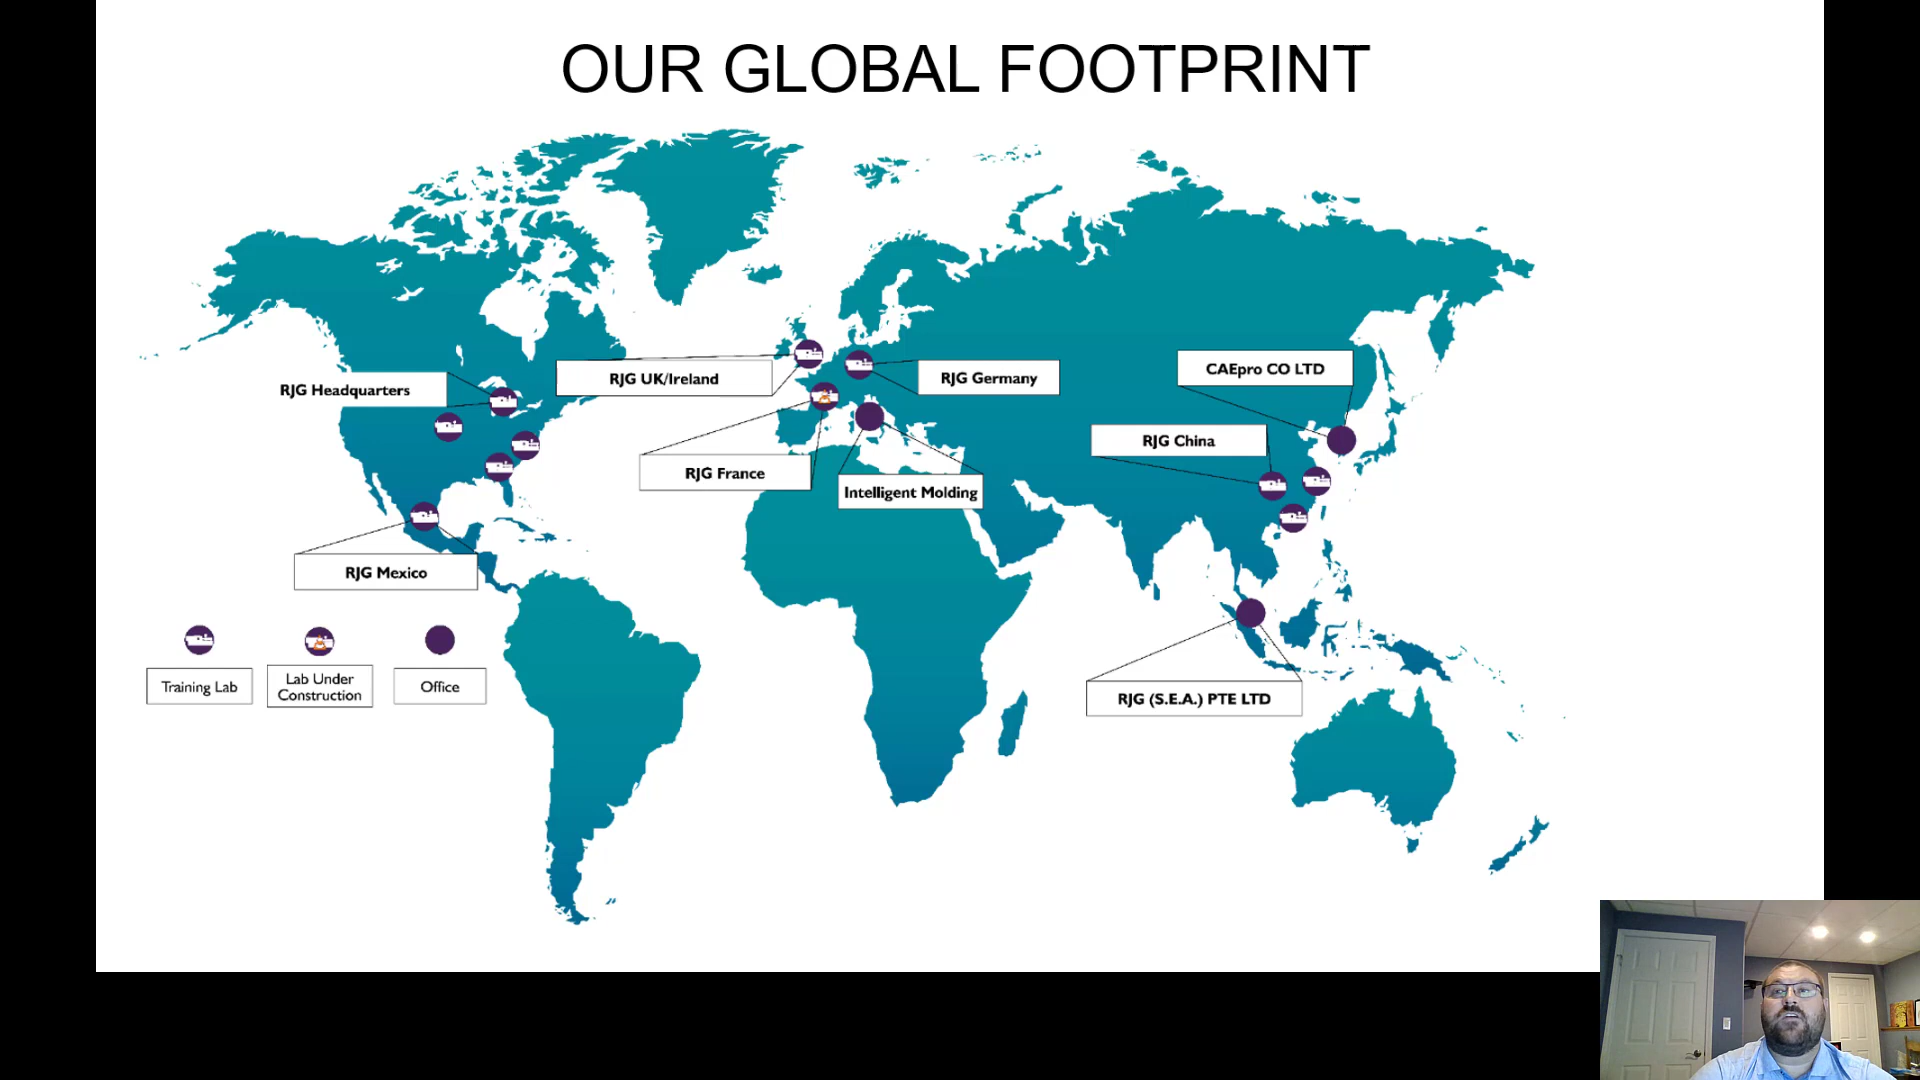 OUR GLOBAL FOOTPRINT
RJG Headquarters
RJG UK/Ireland
RJG Germany
CAEpro CO LTD
RJG China
RJG France
Intelligent Molding
RJG Mexico
RJG (S.E.A.) PTE LTD
Training Lab
Lab Under
Construction
Office